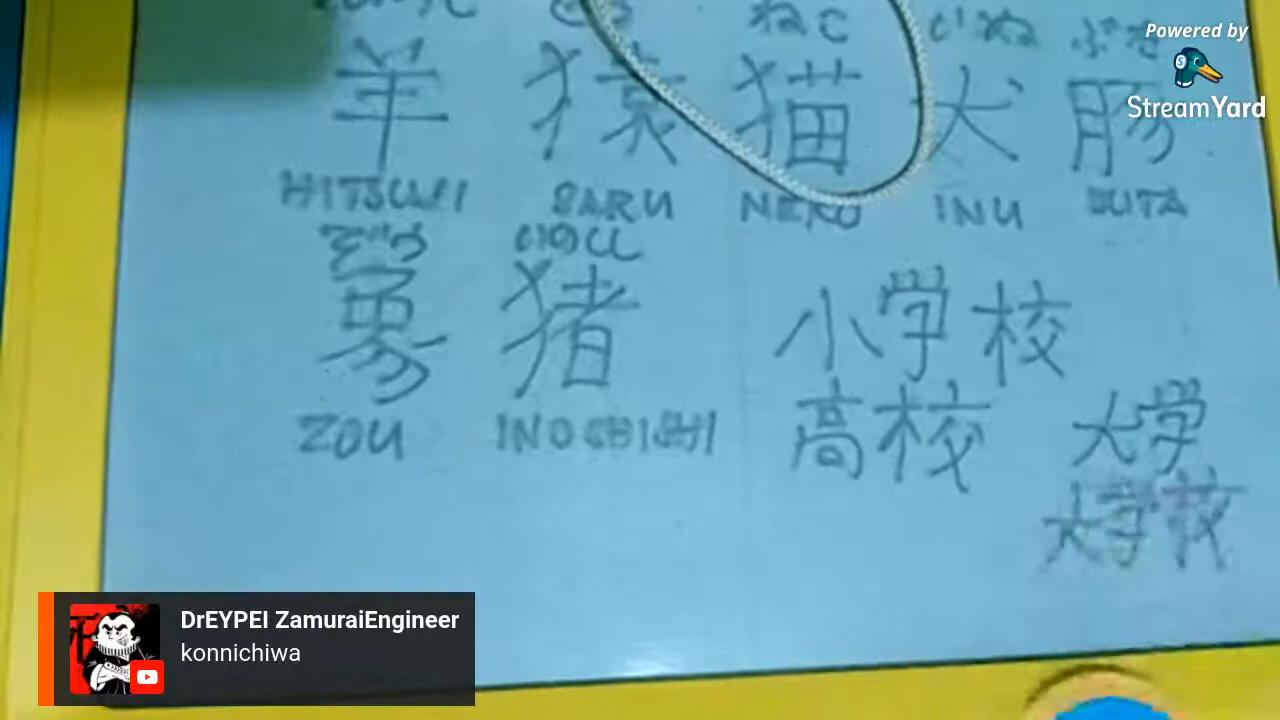 さる ねこ いぬ ぶた
羊 猿 猫 犬 豚
HITSUJI SARU NEKO INU BUTA
ぞう いのしし
象 猪 小学校
ZOU INOSHISHI 高校 大学
大学校
Powered by
StreamYard
DrEYPEI ZamuraiEngineer
konnichiwa